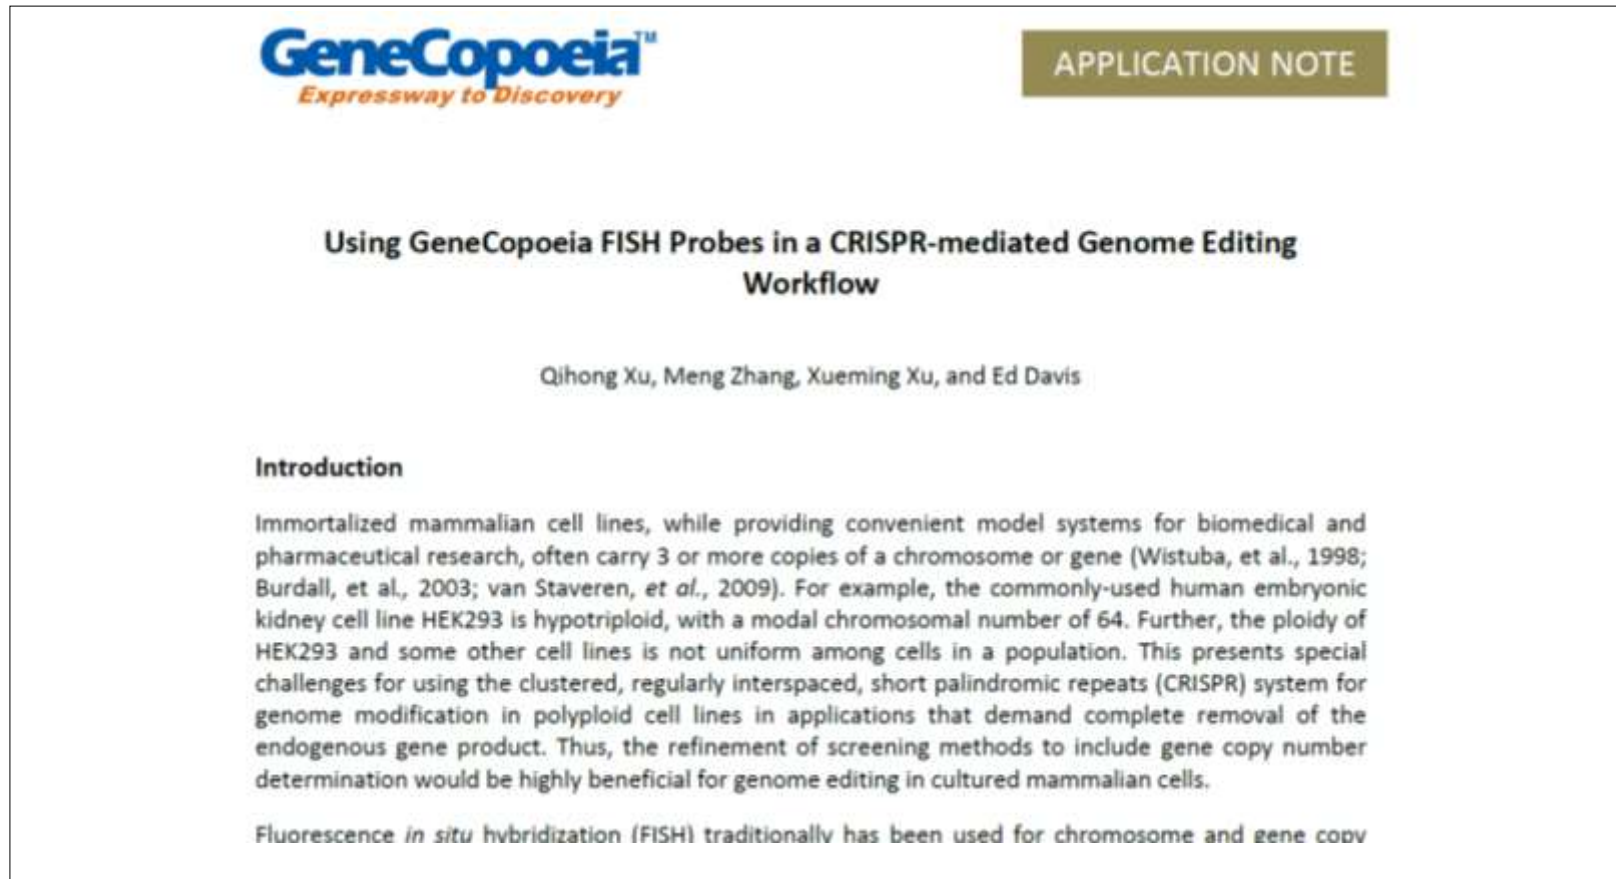 GeneCopoeia™
Expressway to Discovery
APPLICATION NOTE
Using GeneCopoeia FISH Probes in a CRISPR-mediated Genome Editing
Workflow
Qihong Xu, Meng Zhang, Xueming Xu, and Ed Davis
Introduction
Immortalized mammalian cell lines, while providing convenient model systems for biomedical and
pharmaceutical research, often carry 3 or more copies of a chromosome or gene (Wistuba, et al., 1998;
Burdall, et al., 2003; van Staveren, et al., 2009). For example, the commonly-used human embryonic
kidney cell line HEK293 is hypotriploid, with a modal chromosomal number of 64. Further, the ploidy of
HEK293 and some other cell lines is not uniform among cells in a population. This presents special
challenges for using the clustered, regularly interspaced, short palindromic repeats (CRISPR) system for
genome modification in polyploid cell lines in applications that demand complete removal of the
endogenous gene product. Thus, the refinement of screening methods to include gene copy number
determination would be highly beneficial for genome editing in cultured mammalian cells.
Fluorescence in situ hybridization (FISH) traditionally has been used for chromosome and gene copy